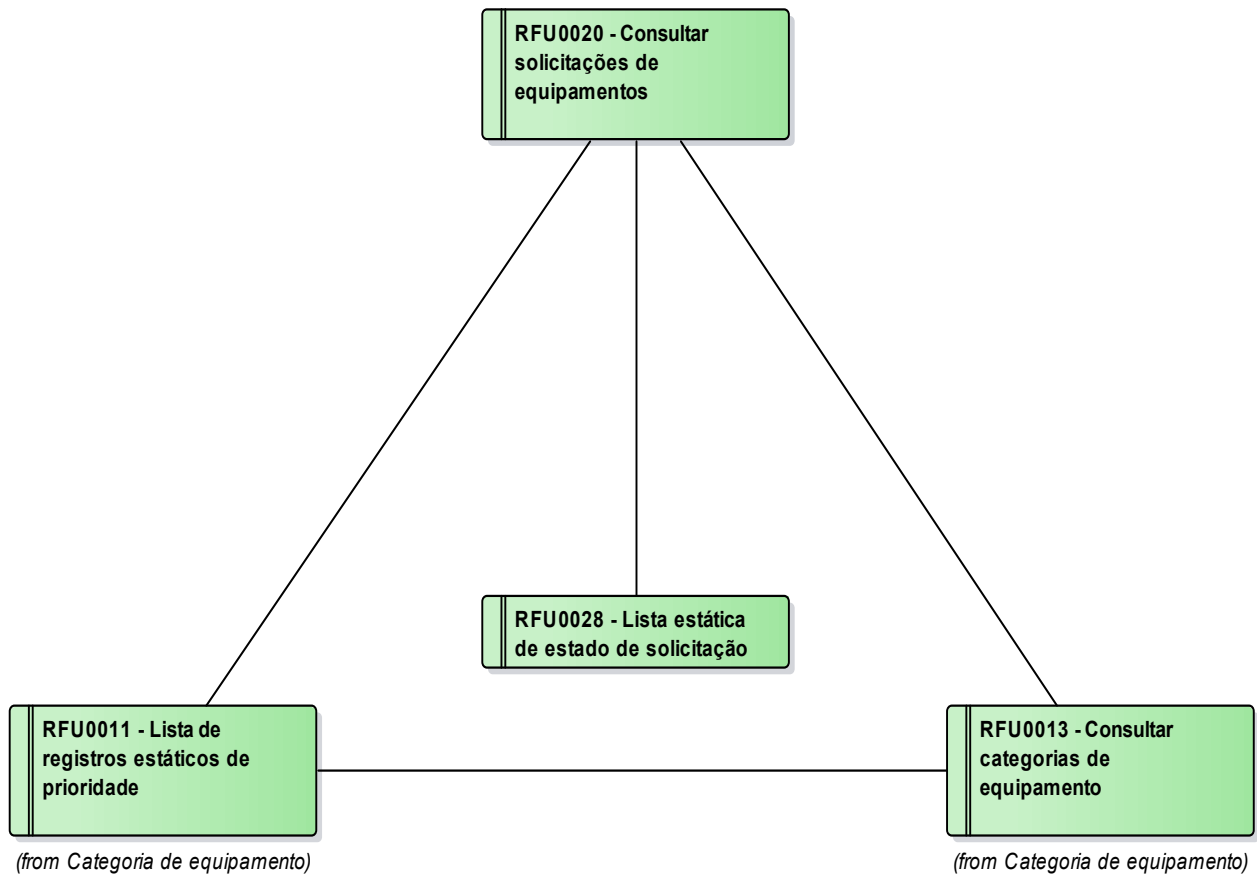 RFU0020 - Consultar
solicitações de
equipamentos
RFU0028 - Lista estática
de estado de solicitação
RFU0011 - Lista de
registros estáticos de
prioridade
(from Categoria de equipamento)
RFU0013 - Consultar
categorias de
equipamento
(from Categoria de equipamento)